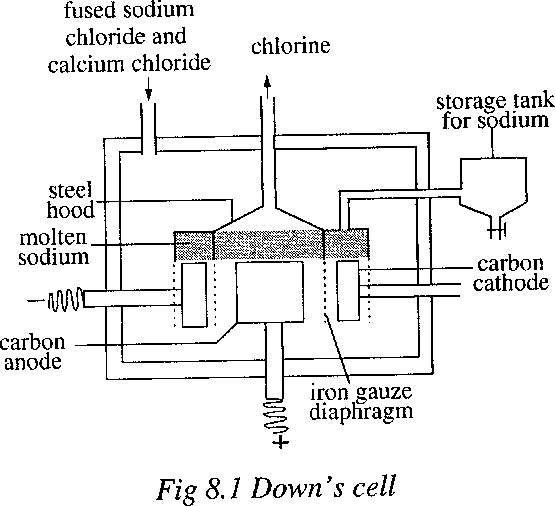 fused sodium
chloride and
calcium chloride
chlorine
storage tank
for sodium
steel
hood
molten
sodium
carbon
cathode
−
carbon
anode
iron gauze
diaphragm
+
Fig 8.1 Down's cell